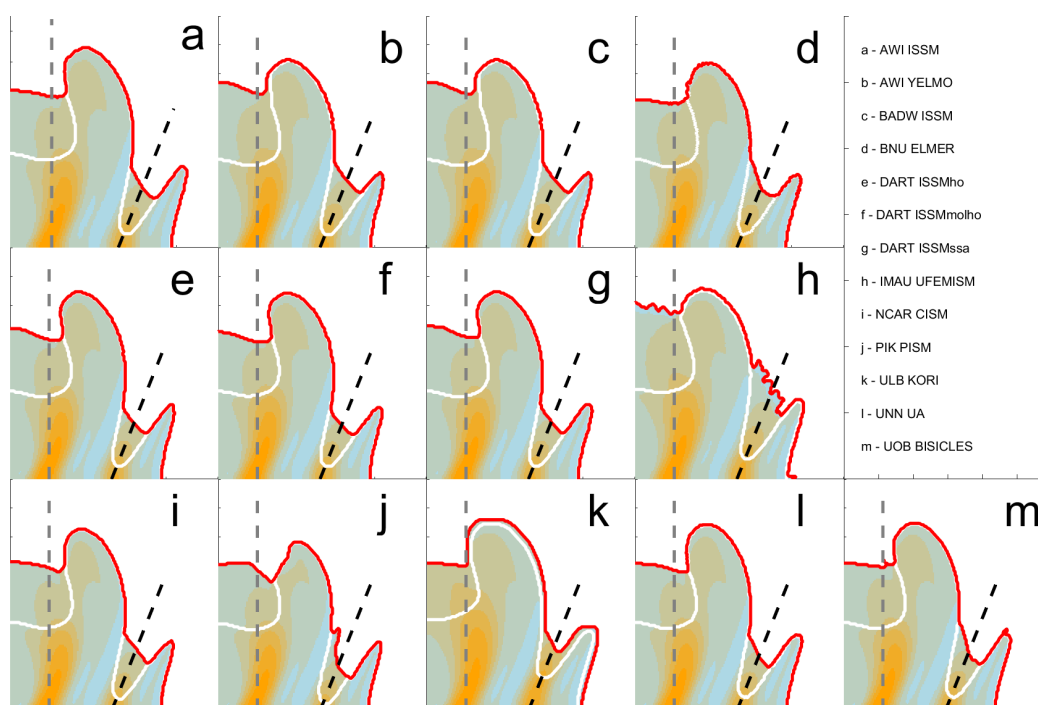 a
b
c
d
a - AWI ISSM
b - AWI YELMO
c - BADW ISSM
d - BNU ELMER
e - DART ISSMho
f - DART ISSMmolho
g - DART ISSMssa
h - IMAU UFEMISM
i - NCAR CISM
j - PIK PISM
k - ULB KORI
l - UNN UA
m - UOB BISICLES
e
f
g
h
i
j
k
l
m